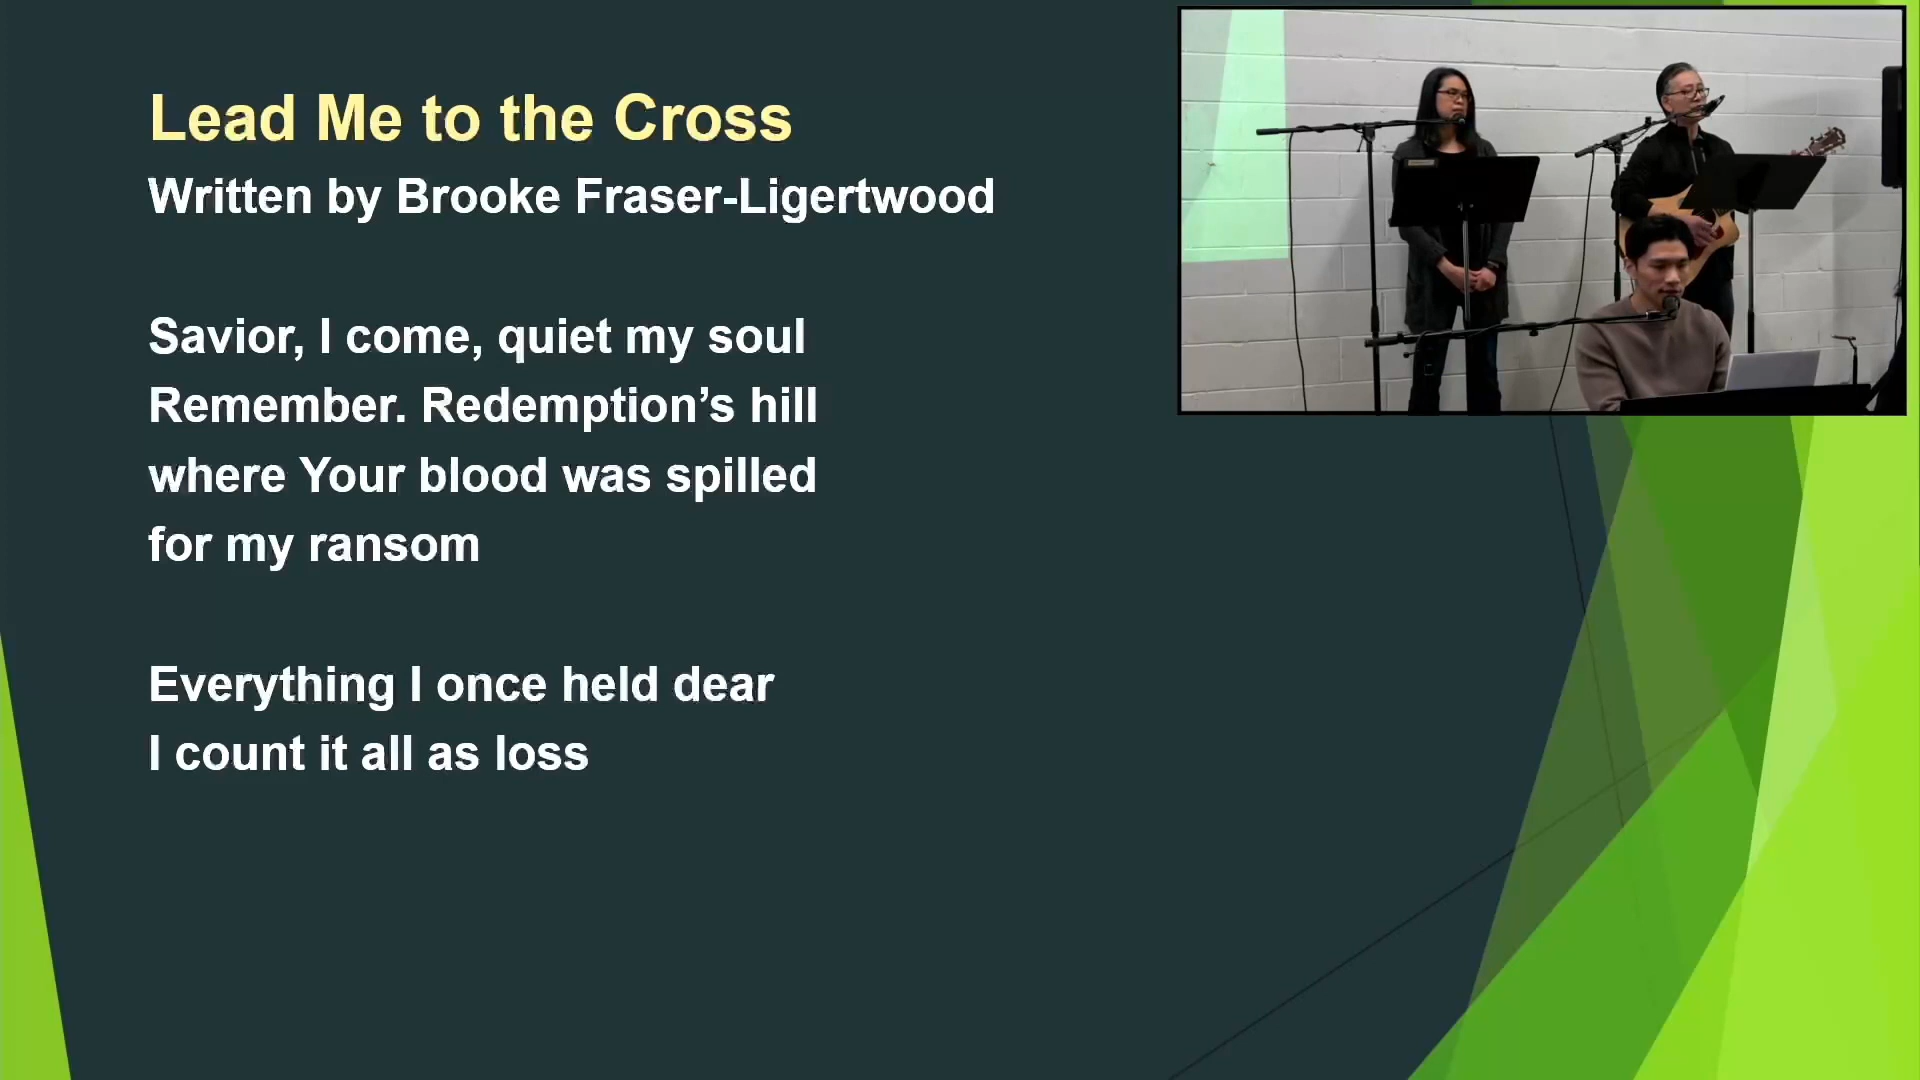 Lead Me to the Cross
Written by Brooke Fraser-Ligertwood
Savior, I come, quiet my soul
Remember. Redemption’s hill
where Your blood was spilled
for my ransom
Everything I once held dear
I count it all as loss